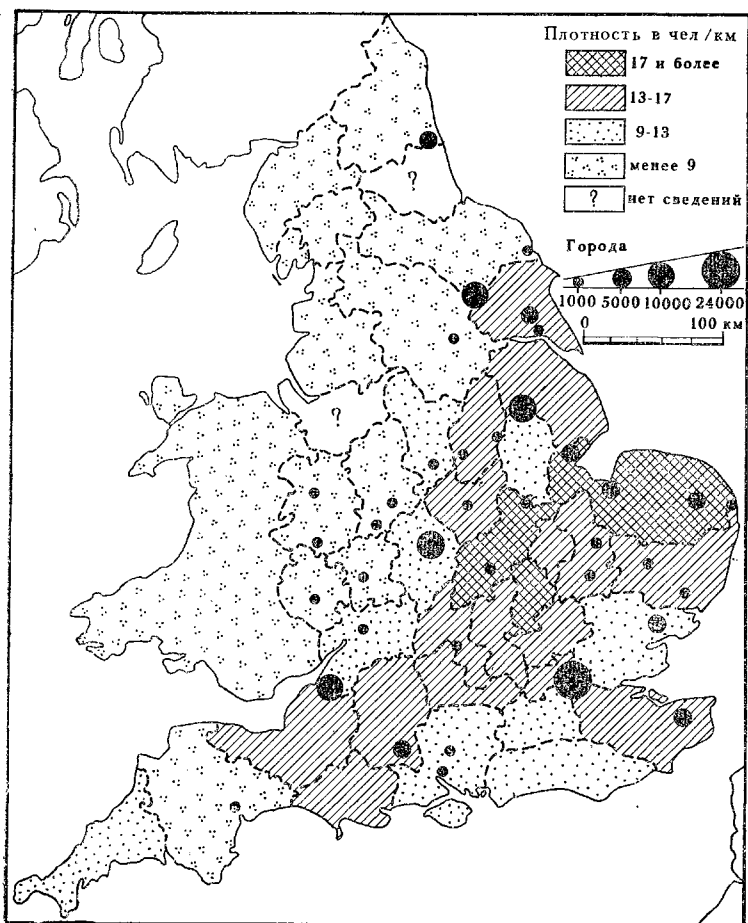 Плотность в чел /км
17 и более
13-17
9-13
менее 9
? нет сведений
Города
1000 5000 10000 24000
0 100 км
?
?